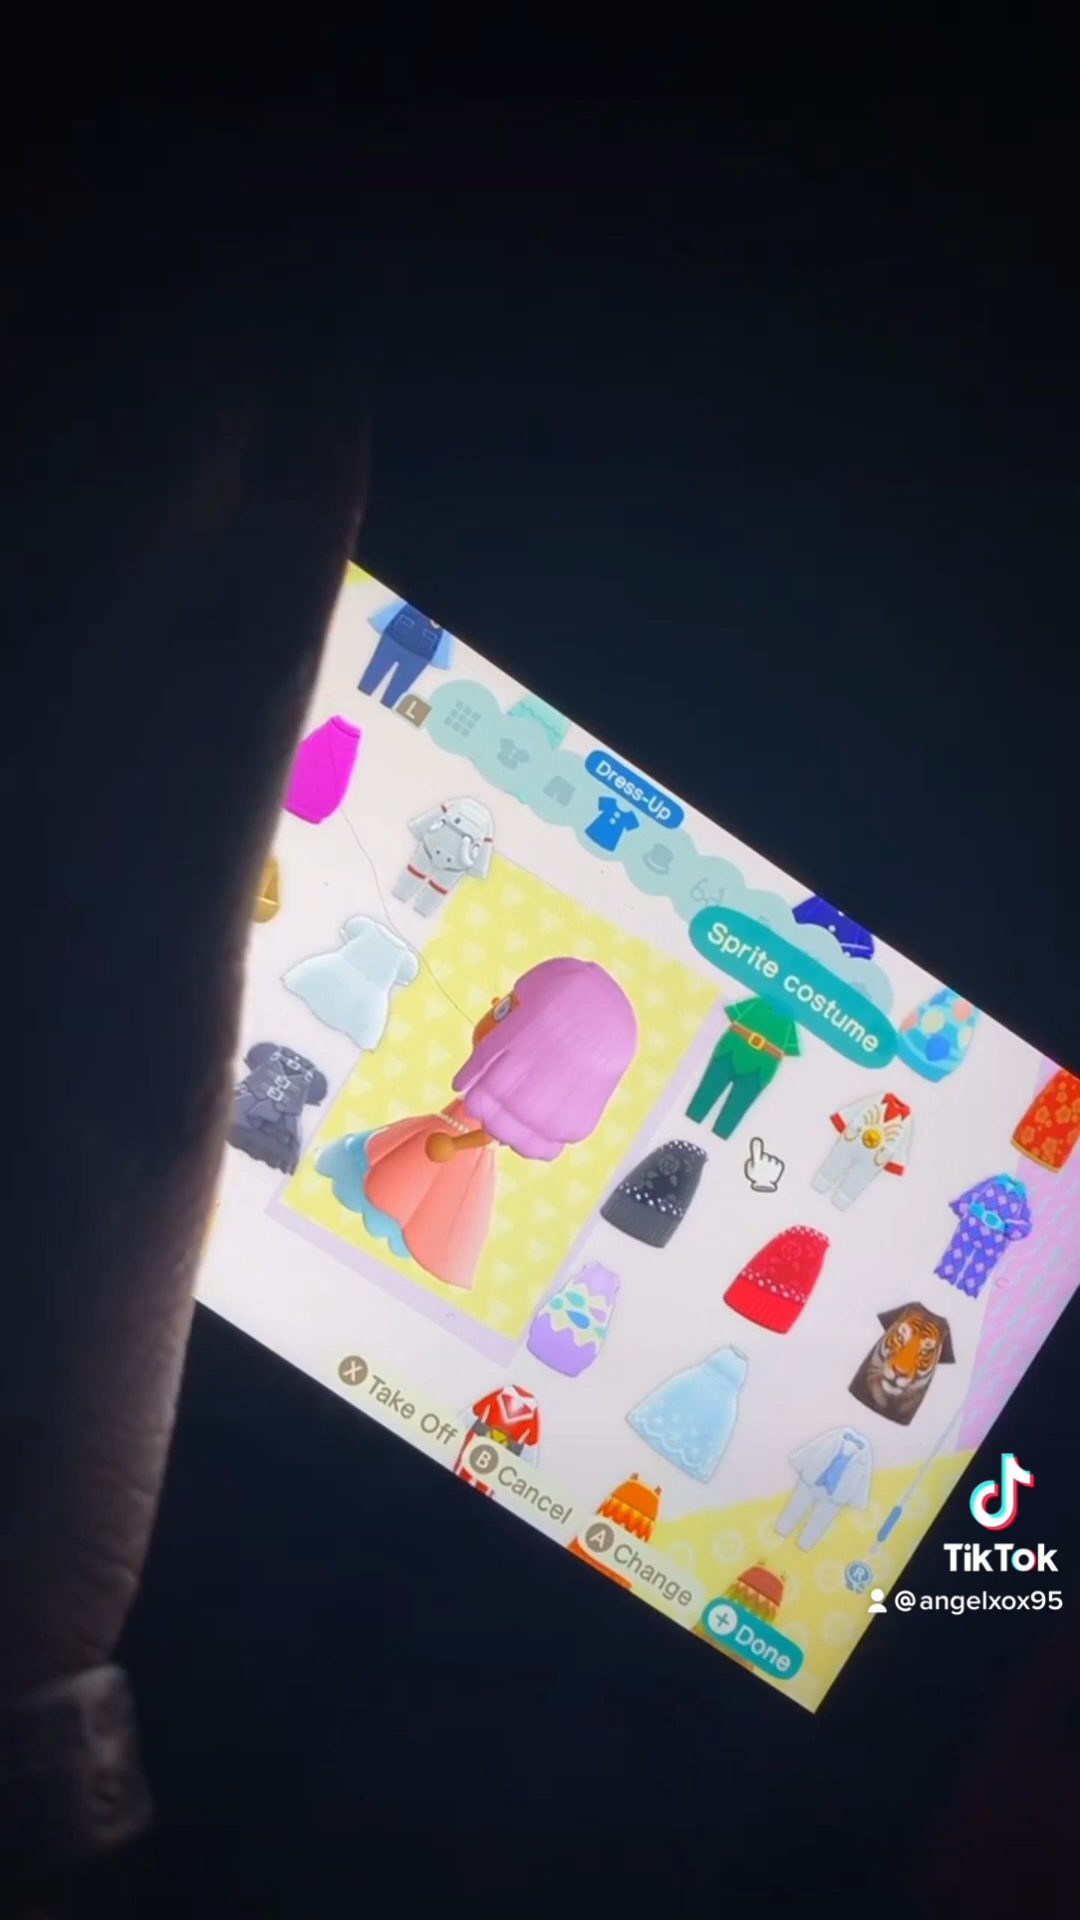 L
Dress-Up
Sprite costume
X Take Off
B Cancel
A Change
+ Done
R
TikTok
@angelxox95